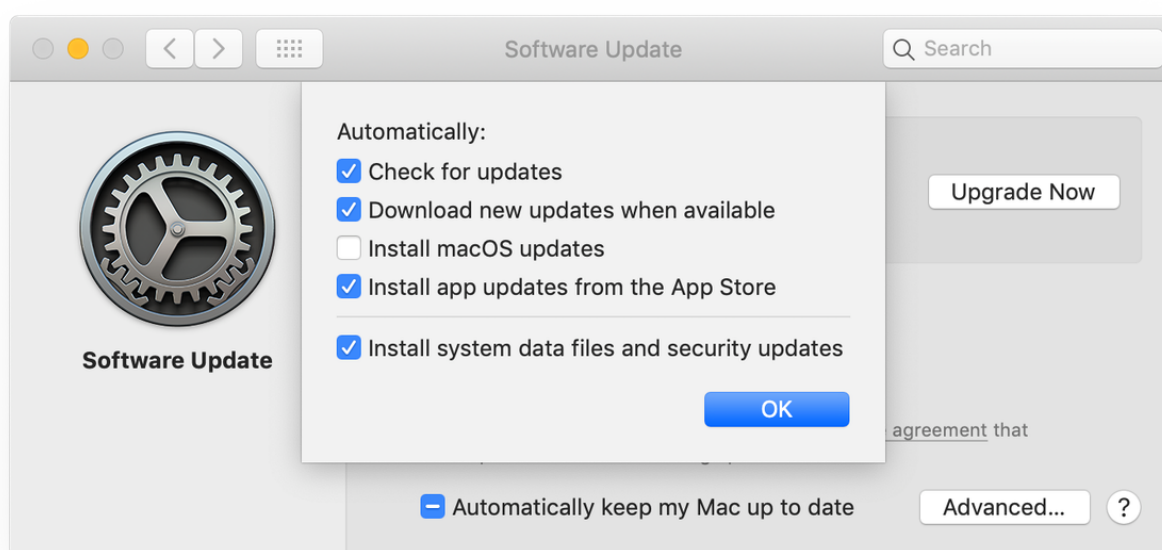 Software Update
Search
Automatically:
Check for updates
Download new updates when available
Install macOS updates
Install app updates from the App Store
Install system data files and security updates
OK
Upgrade Now
Software Update
agreement that
Automatically keep my Mac up to date
Advanced...
?